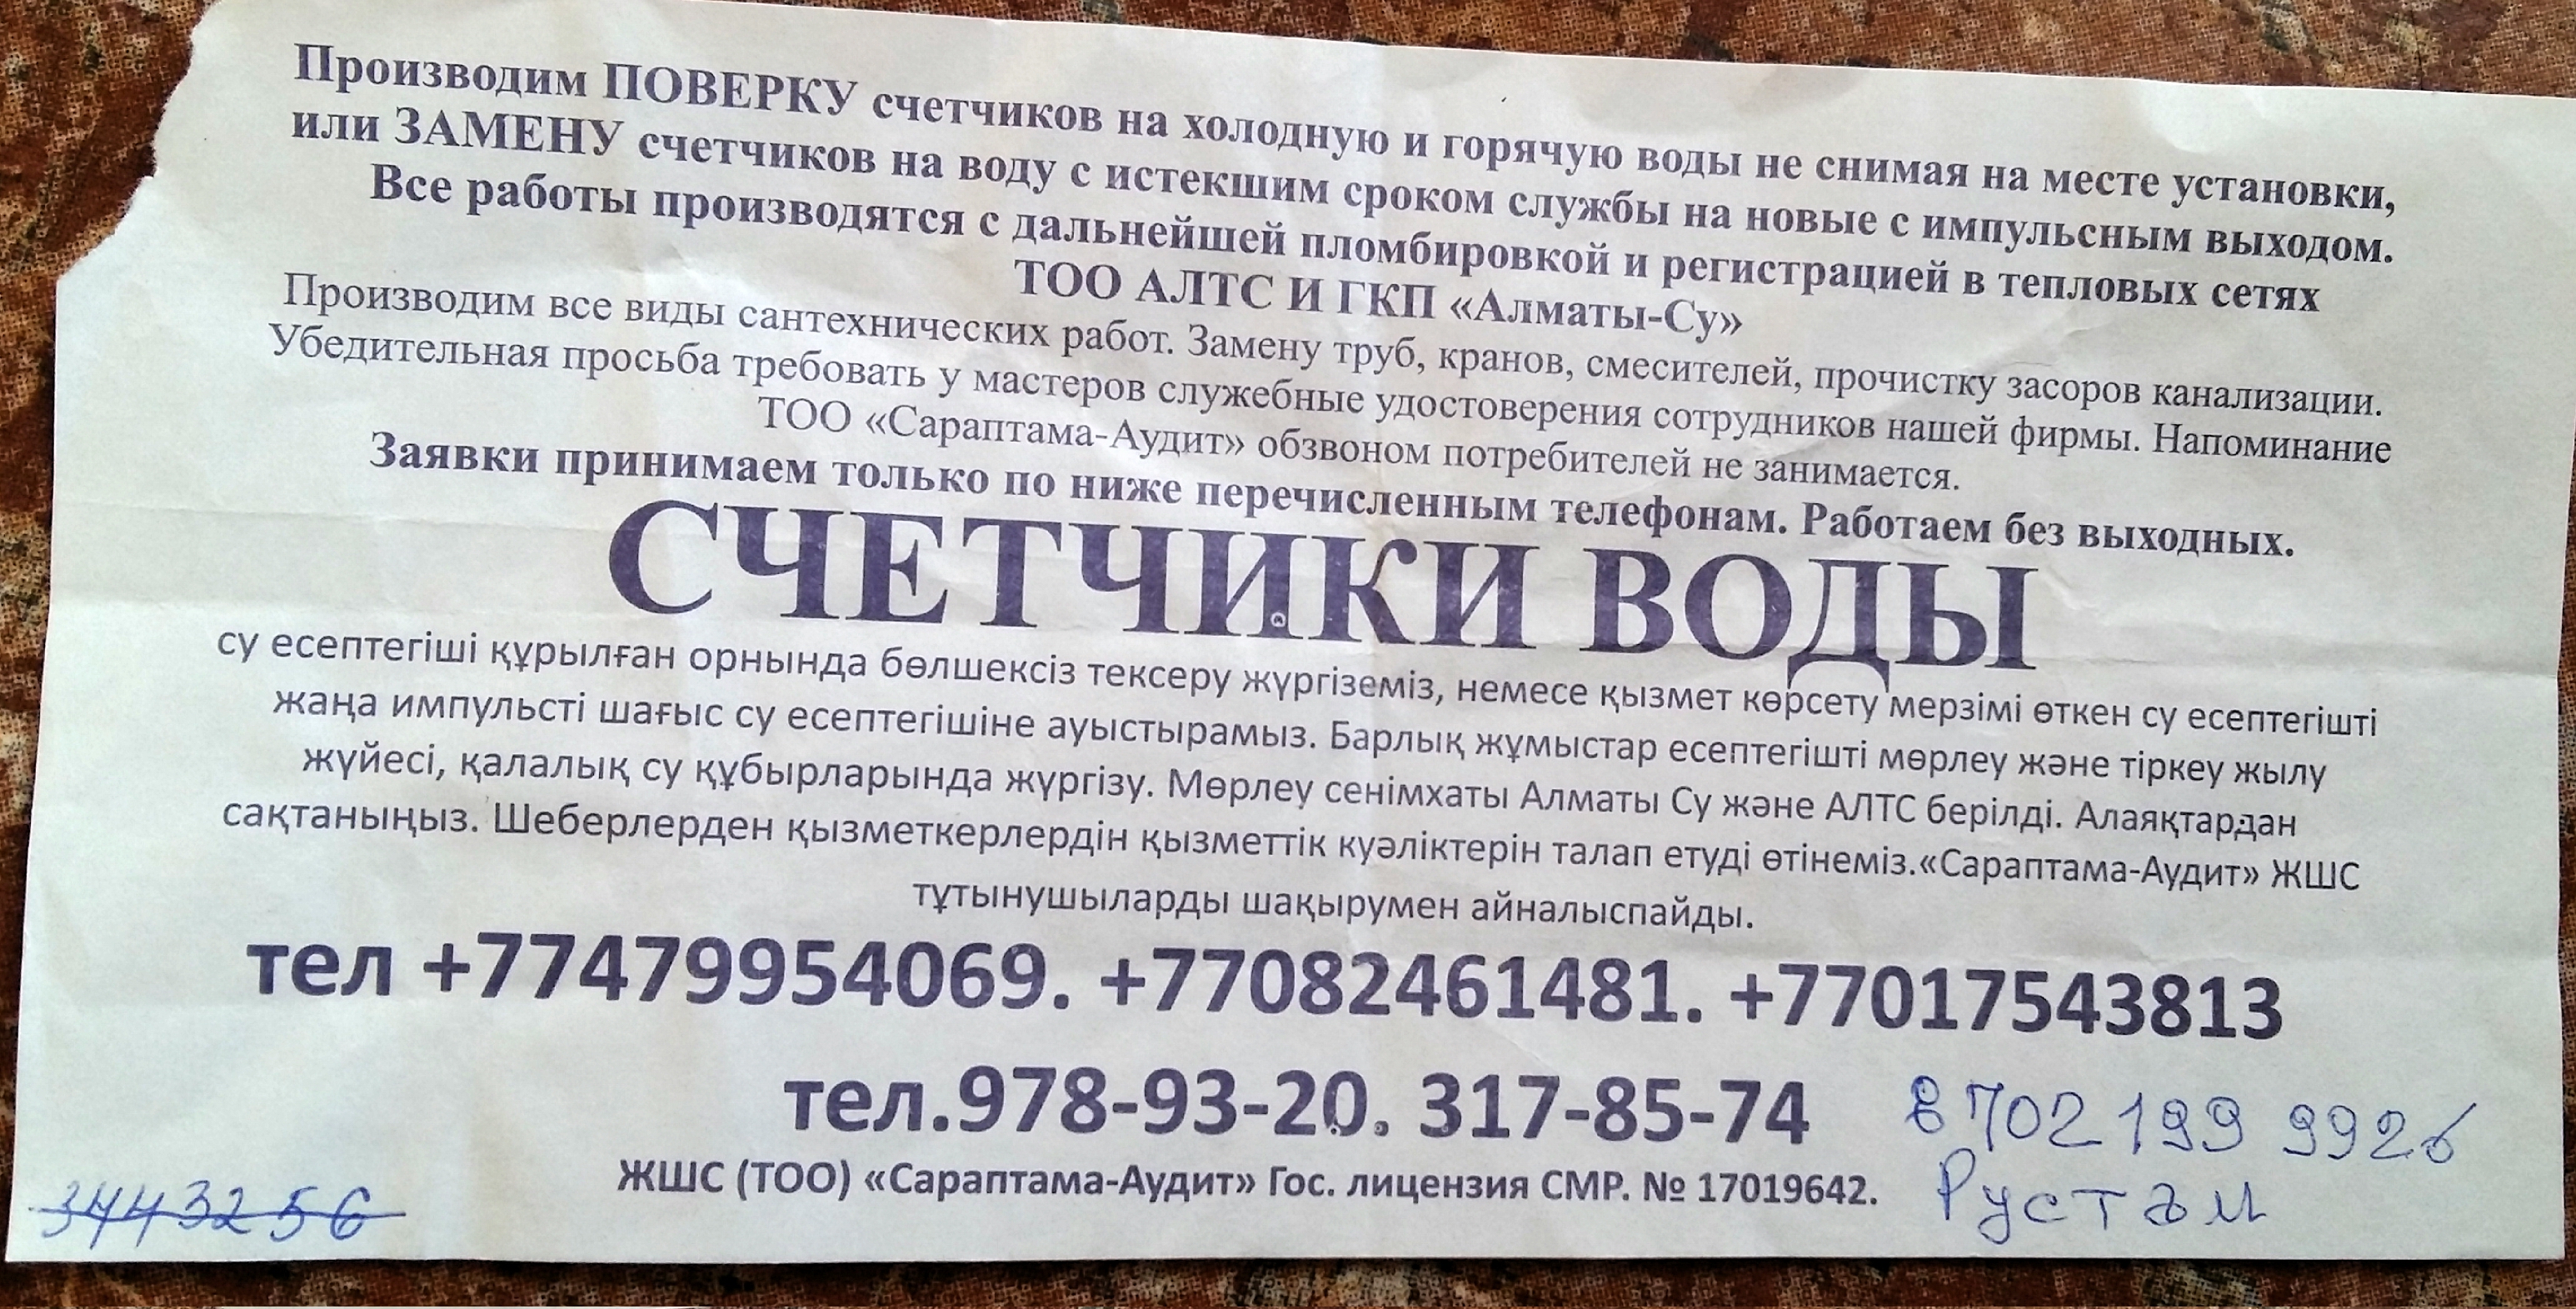 Производим ПОВЕРКУ счетчиков на холодную и горячую воды не снимая на месте установки,
или ЗАМЕНУ счетчиков на воду с истекшим сроком службы на новые с импульсным выходом.
Все работы производятся с дальнейшей пломбировкой и регистрацией в тепловых сетях
ТОО АЛТС И ГКП «Алматы-Су»
Производим все виды сантехнических работ. Замену труб, кранов, смесителей, прочистку засоров канализации.
Убедительная просьба требовать у мастеров служебные удостоверения сотрудников нашей фирмы. Напоминание
ТОО «Сараптама-Аудит» обзвоном потребителей не занимается.
Заявки принимаем только по ниже перечисленным телефонам. Работаем без выходных.
СЧЕТЧИКИ ВОДЫ
су есептегіші құрылған орнында бөлшексіз тексеру жүргіземіз, немесе қызмет көрсету мерзімі өткен су есептегішті
жаңа импульсті шағыс су есептегішіне ауыстырамыз. Барлық жұмыстар есептегішті мөрлеу және тіркеу жылу
жүйесі, қалалық су құбырларында жүргізу. Мөрлеу сенімхаты Алматы Су және АЛТС берілді. Алаяқтардан
сақтаныңыз. Шеберлерден қызметкерлердін қызметтік куәліктерін талап етуді өтінеміз.«Сараптама-Аудит» ЖШС
тұтынушыларды шақырумен айналыспайды.
тел +77479954069. +77082461481. +77017543813
тел.978-93-20. 317-85-74
8 702 199 9926
ЖШС (ТОО) «Сараптама-Аудит» Гос. лицензия СМР. № 17019642.
Рустам
3443256